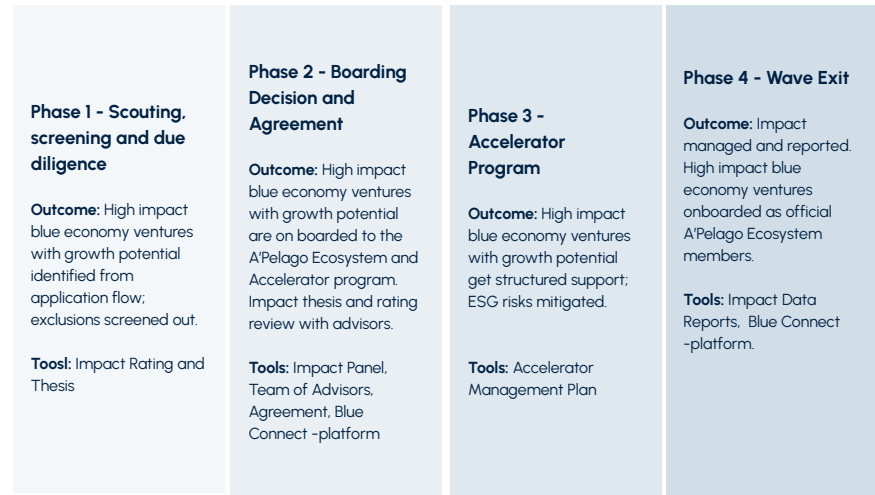 Phase 1 - Scouting,
screening and due
diligence
Outcome: High impact
blue economy ventures
with growth potential
identified from
application flow;
exclusions screened out.
Toosl: Impact Rating and
Thesis
Phase 2 - Boarding
Decision and
Agreement
Outcome: High impact
blue economy ventures
with growth potential
are on boarded to the
A'Pelago Ecosystem and
Accelerator program.
Impact thesis and rating
review with advisors.
Tools: Impact Panel,
Team of Advisors,
Agreement, Blue
Connect -platform
Phase 3 -
Accelerator
Program
Outcome: High impact
blue economy ventures
with growth potential
get structured support;
ESG risks mitigated.
Tools: Accelerator
Management Plan
Phase 4 - Wave Exit
Outcome: Impact
managed and reported.
High impact blue
economy ventures
onboarded as official
A'Pelago Ecosystem
members.
Tools: Impact Data
Reports,  Blue Connect
-platform.